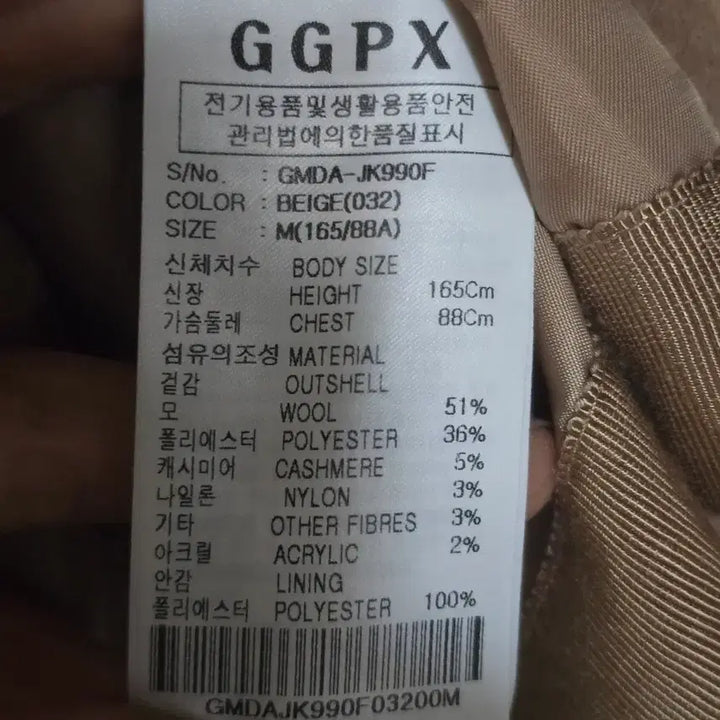 GGPX
전기용품및생활용품안전
관리법에의한품질표시
S/No. : GMDA-JK990F
COLOR : BEIGE(032)
SIZE : M(165/88A)
신체치수 BODY SIZE
신장 HEIGHT 165Cm
가슴둘레 CHEST 88Cm
섬유의조성 MATERIAL
겉감 OUTSHELL
모 WOOL 51%
폴리에스터 POLYESTER 36%
캐시미어 CASHMERE 5%
나일론 NYLON 3%
기타 OTHER FIBRES 3%
아크릴 ACRYLIC 2%
안감 LINING
폴리에스터 POLYESTER 100%
GMDAJK990F03200M